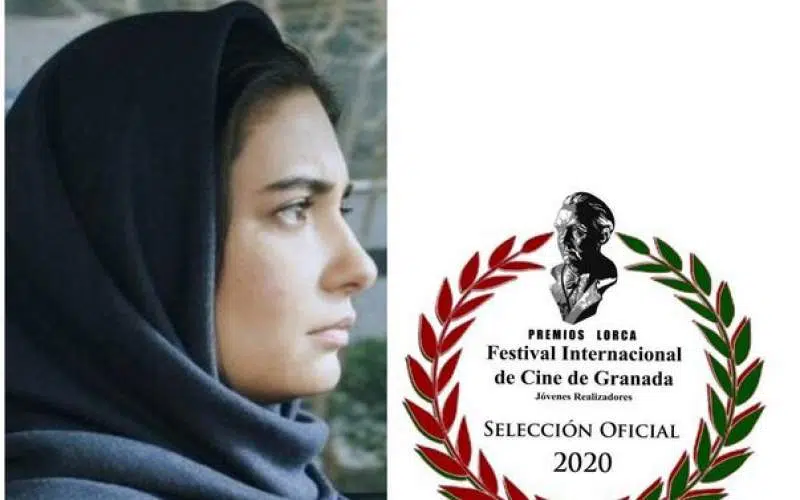 PREMIOS LORCA
Festival Internacional
de Cine de Granada
Jóvenes Realizadores
SELECCIÓN OFICIAL
2020